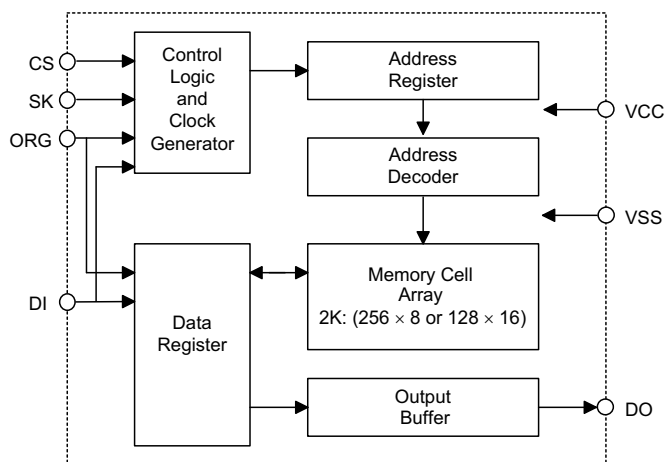 CS
SK
ORG
DI
Control
Logic
and
Clock
Generator
Address
Register
Address
Decoder
VCC
VSS
Data
Register
Memory Cell
Array
2K: (256 × 8 or 128 × 16)
Output
Buffer
DO